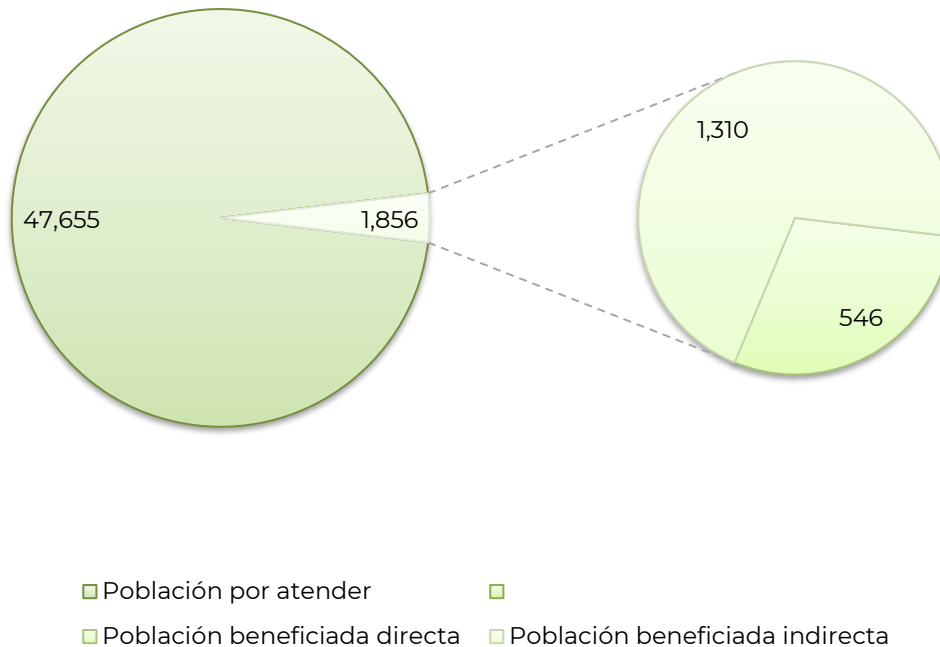 1,310
47,655
1,856
546
Población por atender
Población beneficiada directa
Población beneficiada indirecta